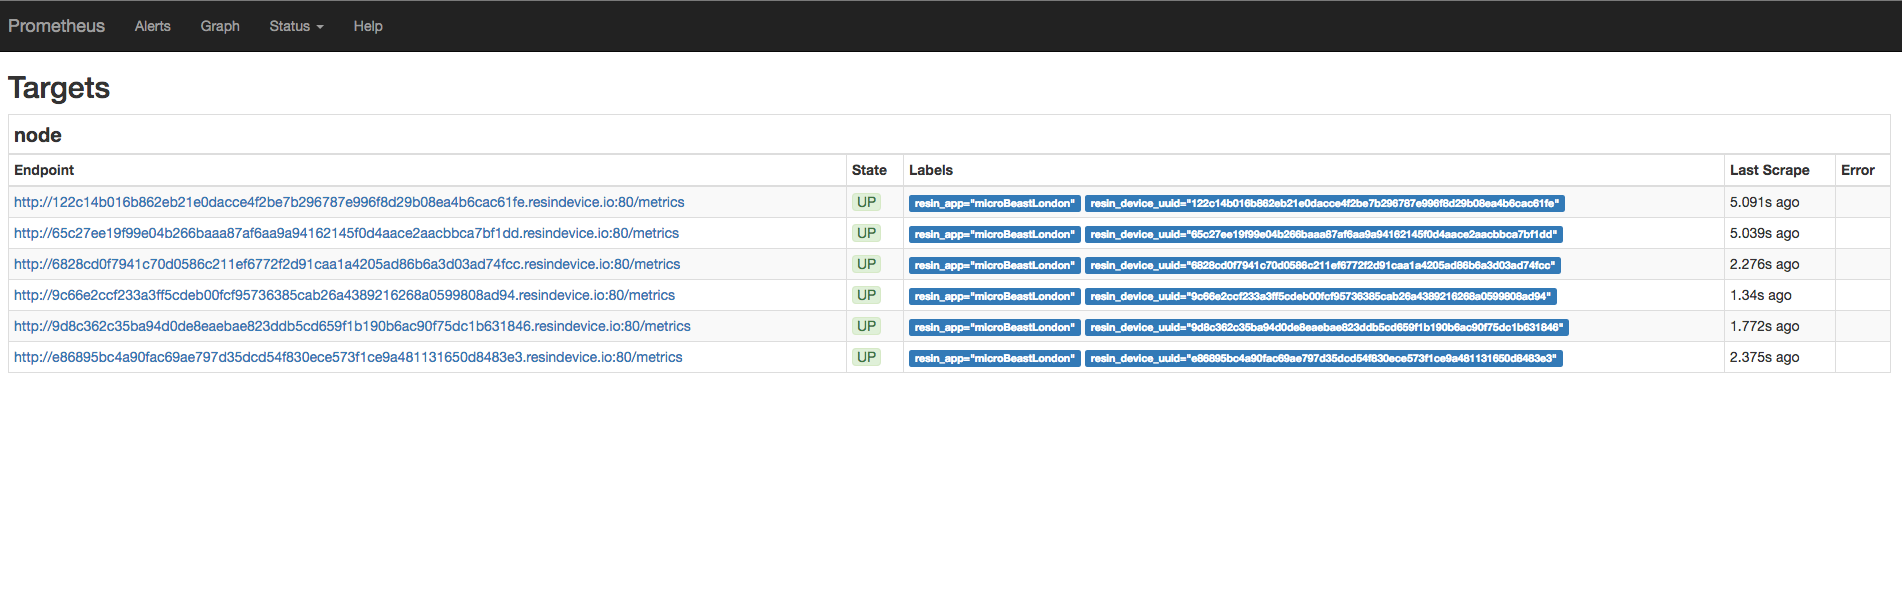 Prometheus Alerts Graph Status Help
Targets
node
Endpoint State Labels Last Scrape Error
http://122c14b016b862eb21e0dacce4f2be7b296787e996f8d29b08ea4b6cac61fe.resindevice.io:80/metrics UP resin_app="microBeastLondon" resin_device_uuid="122c14b016b862eb21e0dacce4f2be7b296787e996f8d29b08ea4b6cac61fe" 5.091s ago
http://65c27ee19f99e04b266baaa87af6aa9a94162145f0d4aace2aacbbca7bf1dd.resindevice.io:80/metrics UP resin_app="microBeastLondon" resin_device_uuid="65c27ee19f99e04b266baaa87af6aa9a94162145f0d4aace2aacbbca7bf1dd" 5.039s ago
http://6828cd0f7941c70d0586c211ef6772f2d91caa1a4205ad86b6a3d03ad74fcc.resindevice.io:80/metrics UP resin_app="microBeastLondon" resin_device_uuid="6828cd0f7941c70d0586c211ef6772f2d91caa1a4205ad86b6a3d03ad74fcc" 2.276s ago
http://9c66e2ccf233a3ff5cdeb00fcf95736385cab26a4389216268a0599808ad94.resindevice.io:80/metrics UP resin_app="microBeastLondon" resin_device_uuid="9c66e2ccf233a3ff5cdeb00fcf95736385cab26a4389216268a0599808ad94" 1.34s ago
http://9d8c362c35ba94d0de8eaebae823ddb5cd659f1b190b6ac90f75dc1b631846.resindevice.io:80/metrics UP resin_app="microBeastLondon" resin_device_uuid="9d8c362c35ba94d0de8eaebae823ddb5cd659f1b190b6ac90f75dc1b631846" 1.772s ago
http://e86895bc4a90fac69ae797d35dcd54f830ece573f1ce9a481131650d8483e3.resindevice.io:80/metrics UP resin_app="microBeastLondon" resin_device_uuid="e86895bc4a90fac69ae797d35dcd54f830ece573f1ce9a481131650d8483e3" 2.375s ago